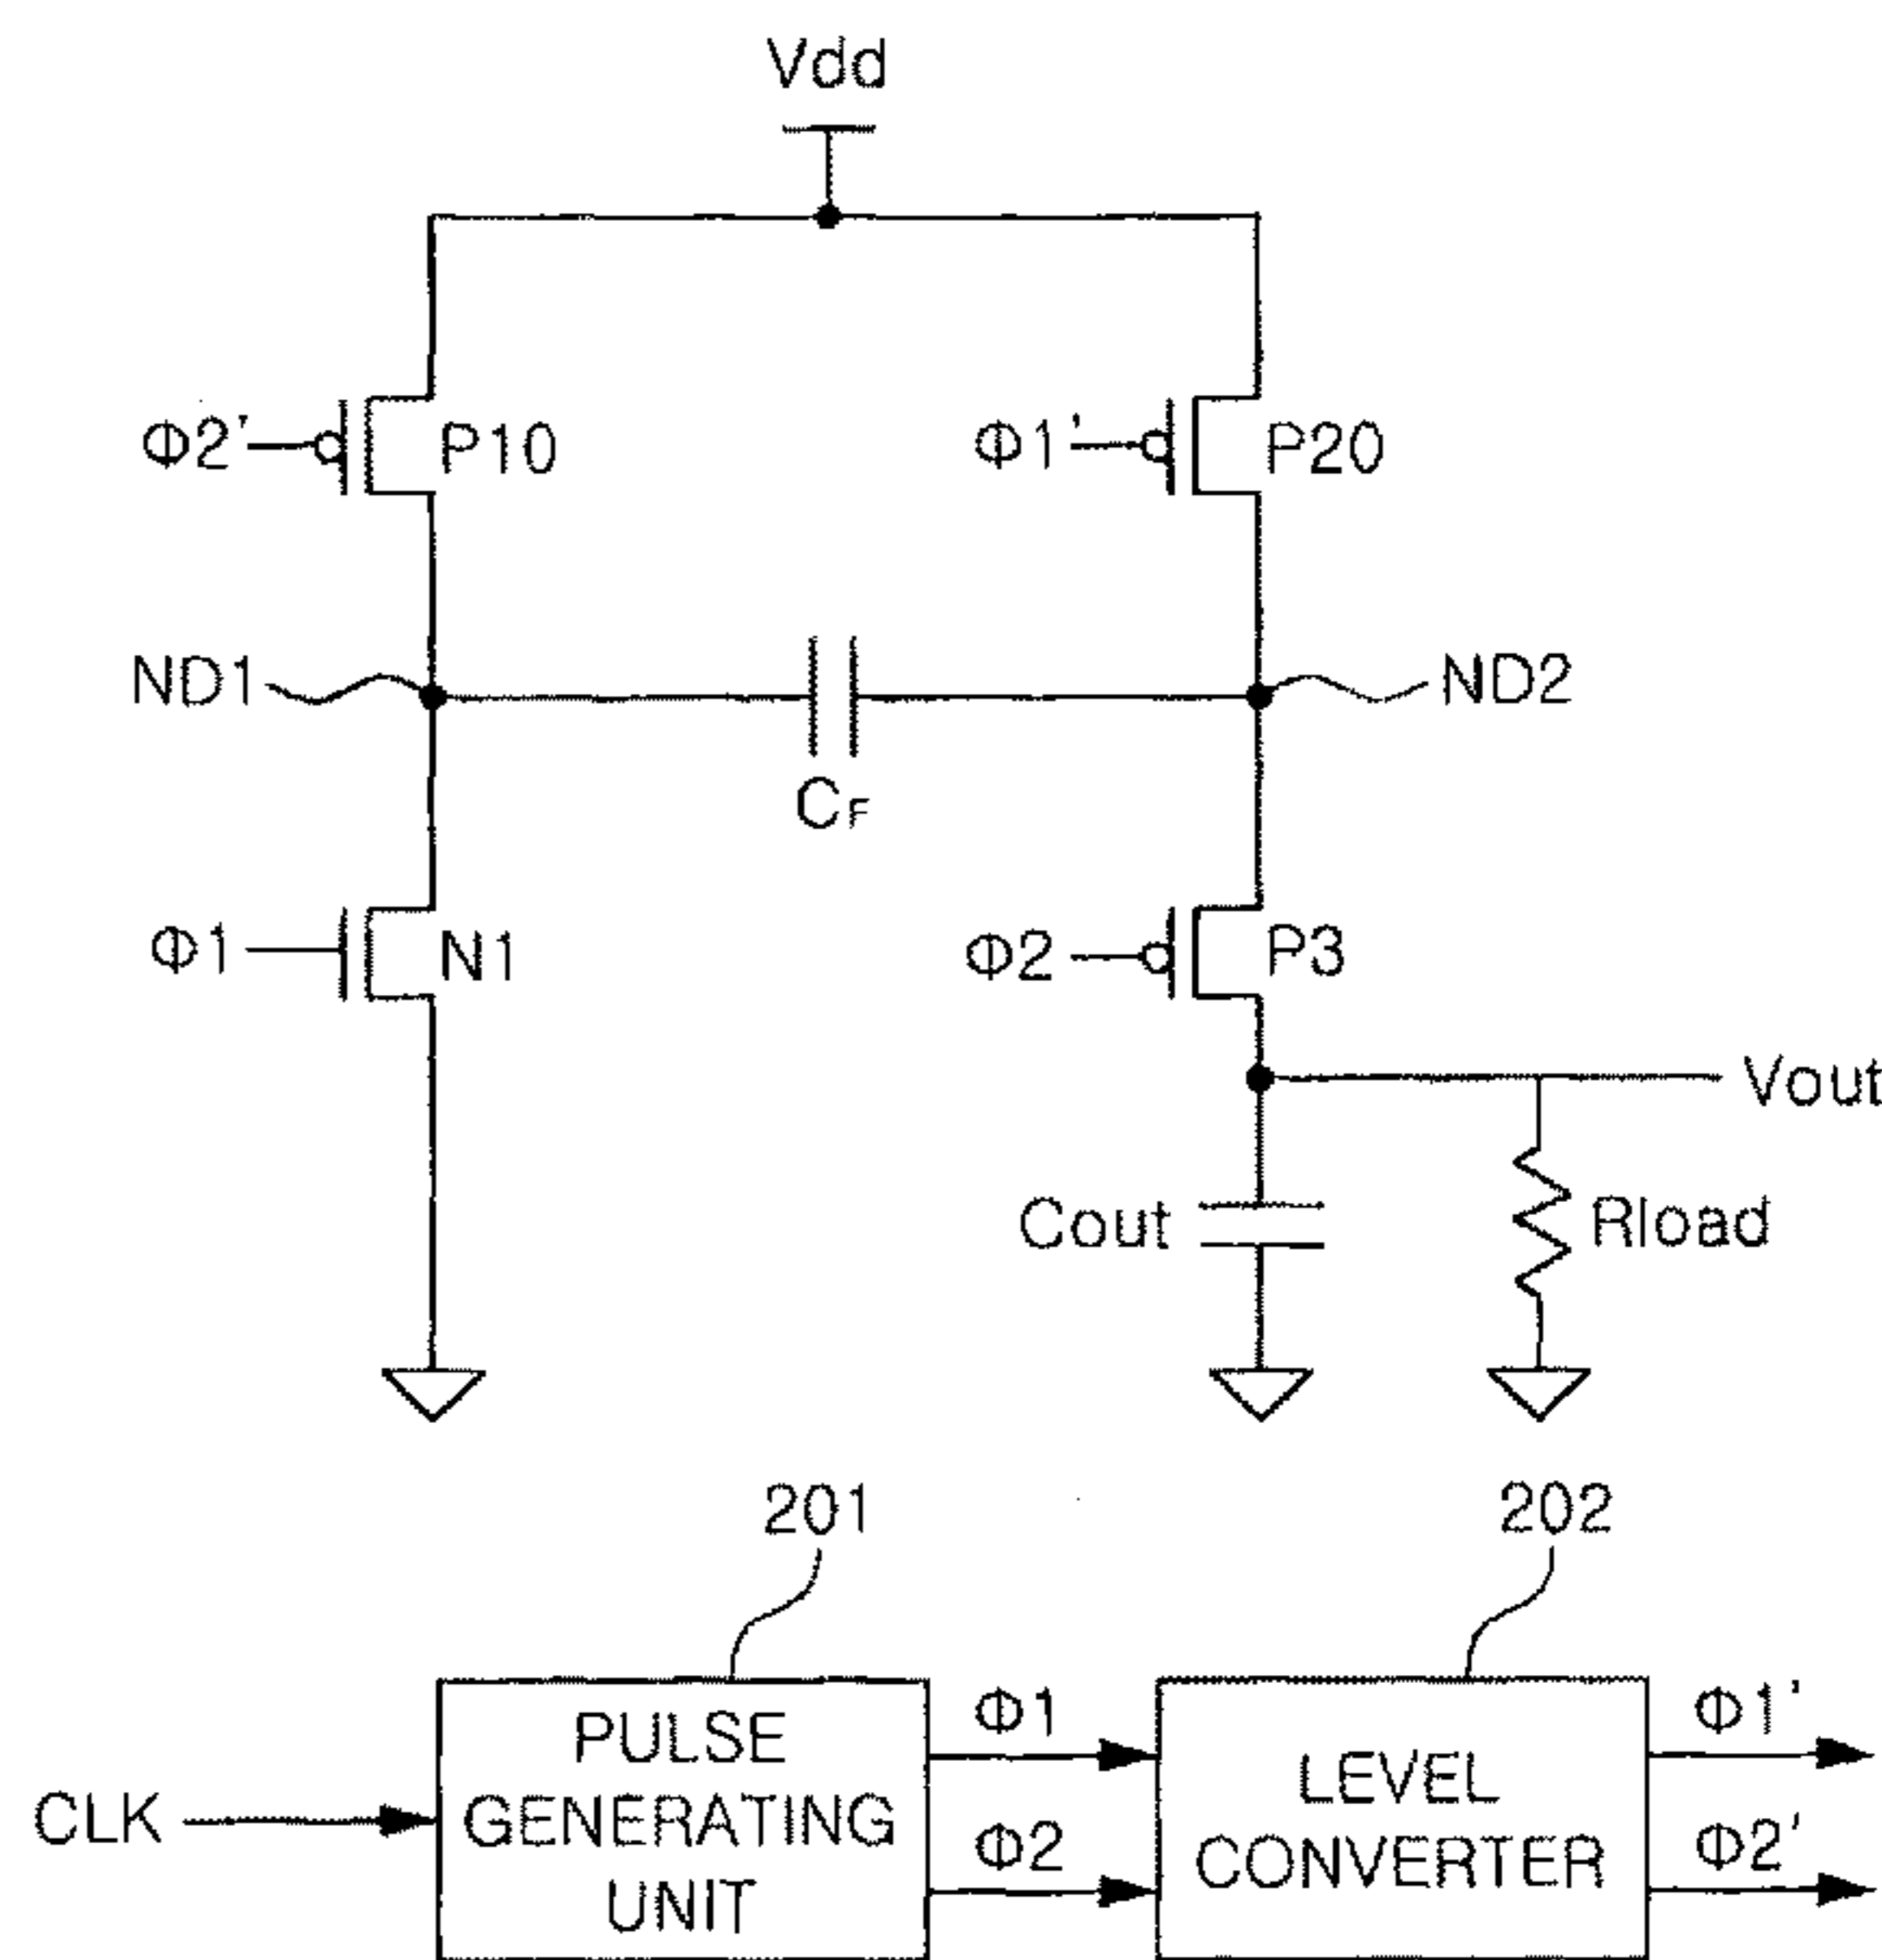 Vdd
Φ2' P10 Φ1' P20
ND1 ND2
CF
Φ1 N1 Φ2 P3
Vout
Cout Rload
201 202
CLK
PULSE
GENERATING
UNIT
Φ1
Φ2
LEVEL
CONVERTER
Φ1'
Φ2'